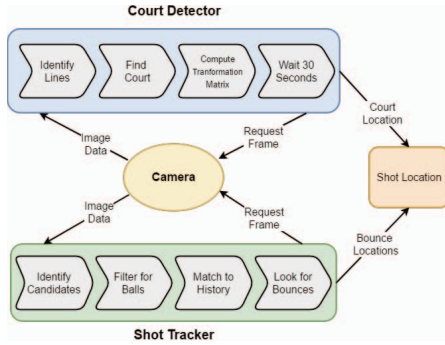 Court Detector
Identify
Lines
Find
Court
Compute
Tranformation
Matrix
Wait 30
Seconds
Image
Data
Request
Frame
Court
Location
Camera
Shot Location
Image
Data
Request
Frame
Bounce
Locations
Identify
Candidates
Filter for
Balls
Match to
History
Look for
Bounces
Shot Tracker